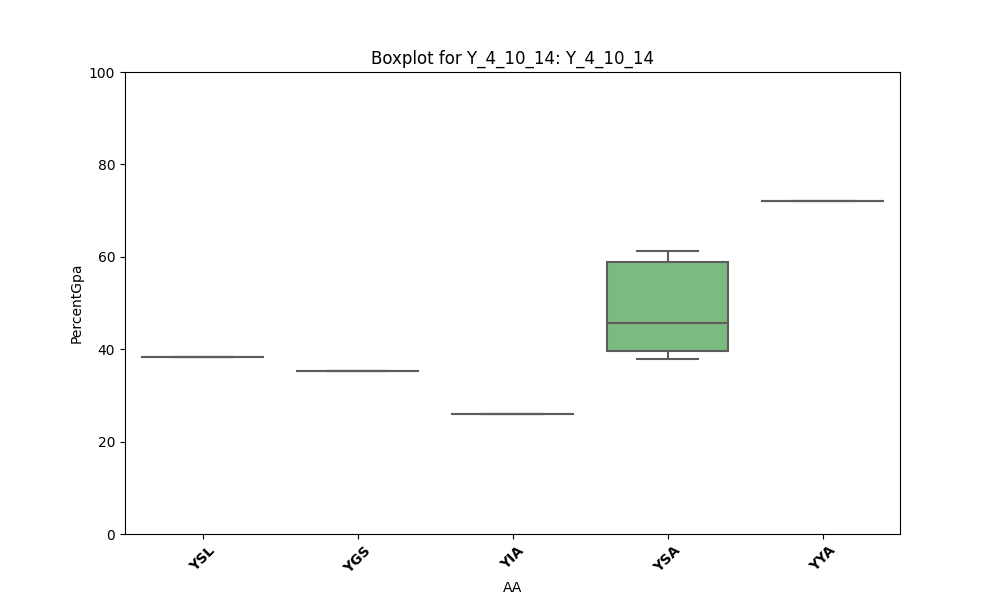 Boxplot for Y_4_10_14: Y_4_10_14
100
80
60
40
20
0
PercentGpa
YSL
YGS
YIA
YSA
YYA
AA